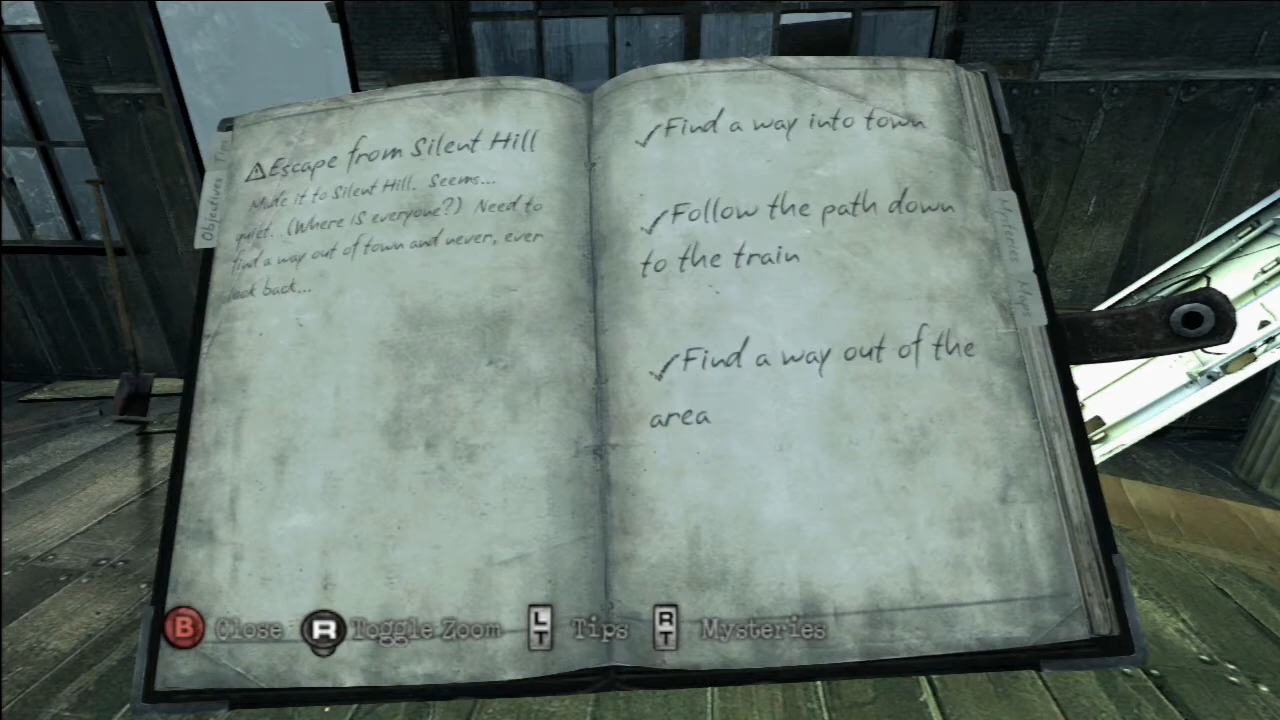 Escape from Silent Hill
Made it to Silent Hill. Seems...
quiet. (Where IS everyone?) Need to
find a way out of town and never, ever
look back...
Objectives
Tips
Find a way into town
Follow the path down
to the train
Find a way out of the
area
Mysteries
Maps
B Close R Toggle Zoom LT Tips RT Mysteries